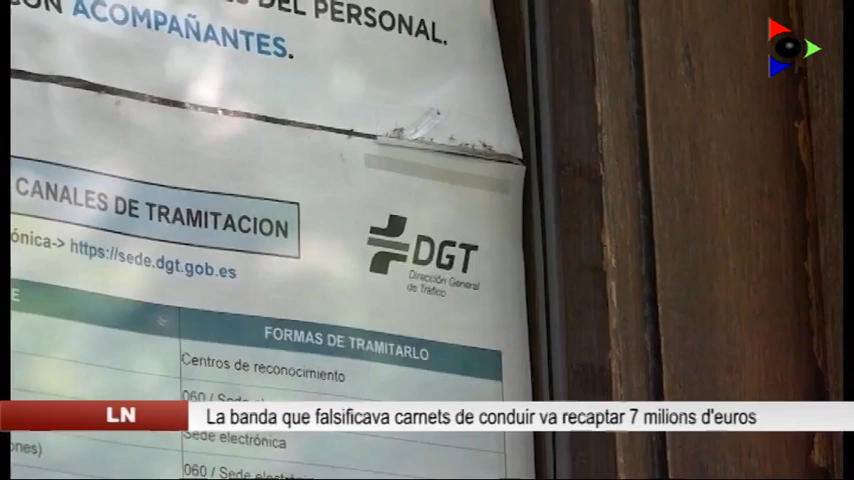 ON ACOMPAÑANTES.
DEL PERSONAL.
CANALES DE TRAMITACION
ónica-> https://sede.dgt.gob.es
DGT
Dirección General
de Tráfico
E
FORMAS DE TRAMITARLO
Centros de reconocimiento
060 / Sede
LN
La banda que falsificava carnets de conduir va recaptar 7 milions d'euros
Sede electrónica
ones)
060 / Sede